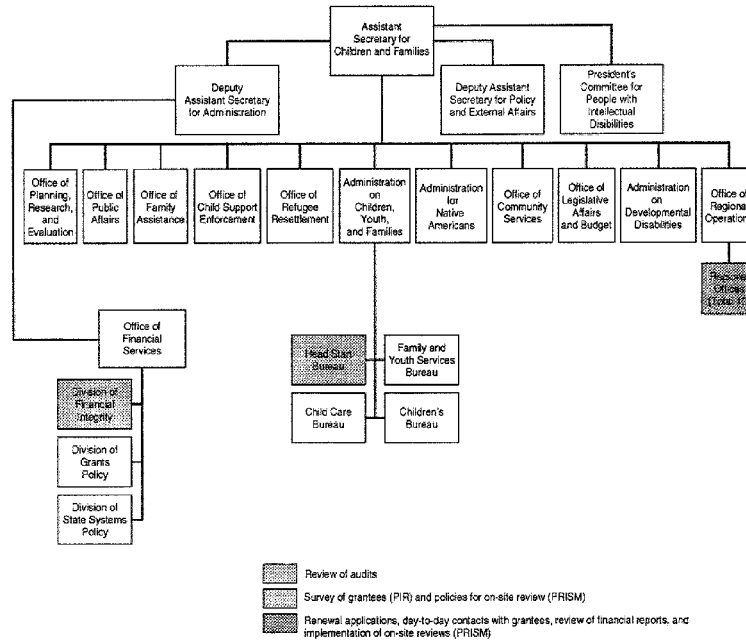 Assistant
Secretary for
Children and Families
Deputy
Assistant Secretary
for Administration
Deputy Assistant
Secretary for Policy
and External Affairs
President's
Committee for
People with
Intellectual
Disabilities
Office of
Planning,
Research,
and
Evaluation
Office of
Public
Affairs
Office of
Family
Assistance
Office of
Child Support
Enforcement
Office of
Refugee
Resettlement
Administration
on
Children,
Youth,
and Families
Administration
for
Native
Americans
Office of
Community
Services
Office of
Legislative
Affairs
and Budget
Administration
on
Developmental
Disabilities
Office of
Regional
Operation
Regional
Offices
(Total
Office of
Financial
Services
Division of
Financial
Integrity
Division of
Grants
Policy
Division of
State Systems
Policy
Head Start
Bureau
Family and
Youth Services
Bureau
Child Care
Bureau
Children's
Bureau
Review of audits
Survey of grantees (PIR) and policies for on-site review (PRISM)
Renewal applications, day-to-day contacts with grantees, review of financial reports, and
implementation of on-site reviews (PRISM)